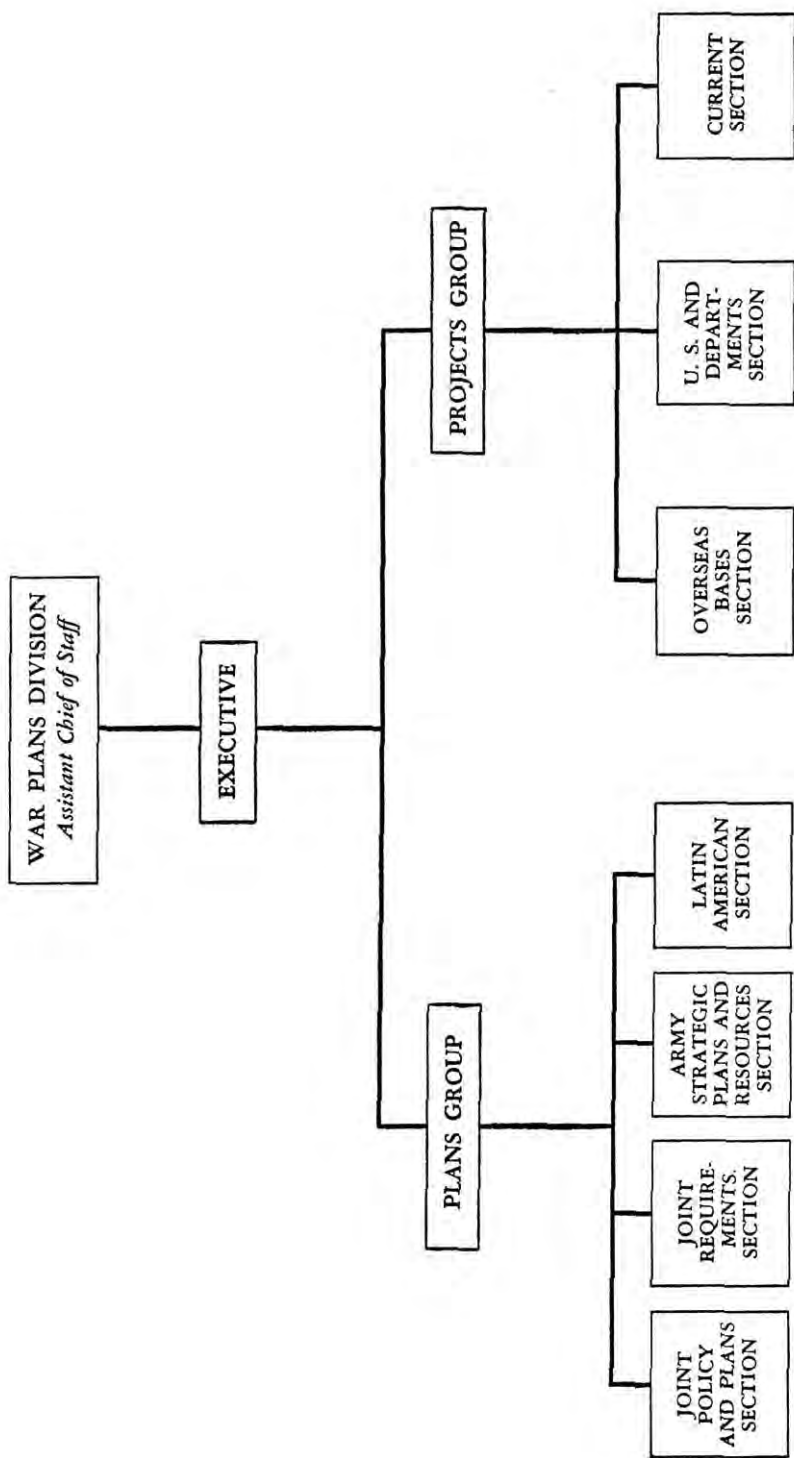 WAR PLANS DIVISION
Assistant Chief of Staff
EXECUTIVE
PLANS GROUP
PROJECTS GROUP
JOINT
POLICY
AND PLANS
SECTION
JOINT
REQUIRE-
MENTS.
SECTION
ARMY
STRATEGIC
PLANS AND
RESOURCES
SECTION
LATIN
AMERICAN
SECTION
OVERSEAS
BASES
SECTION
U. S. AND
DEPART-
MENTS
SECTION
CURRENT
SECTION